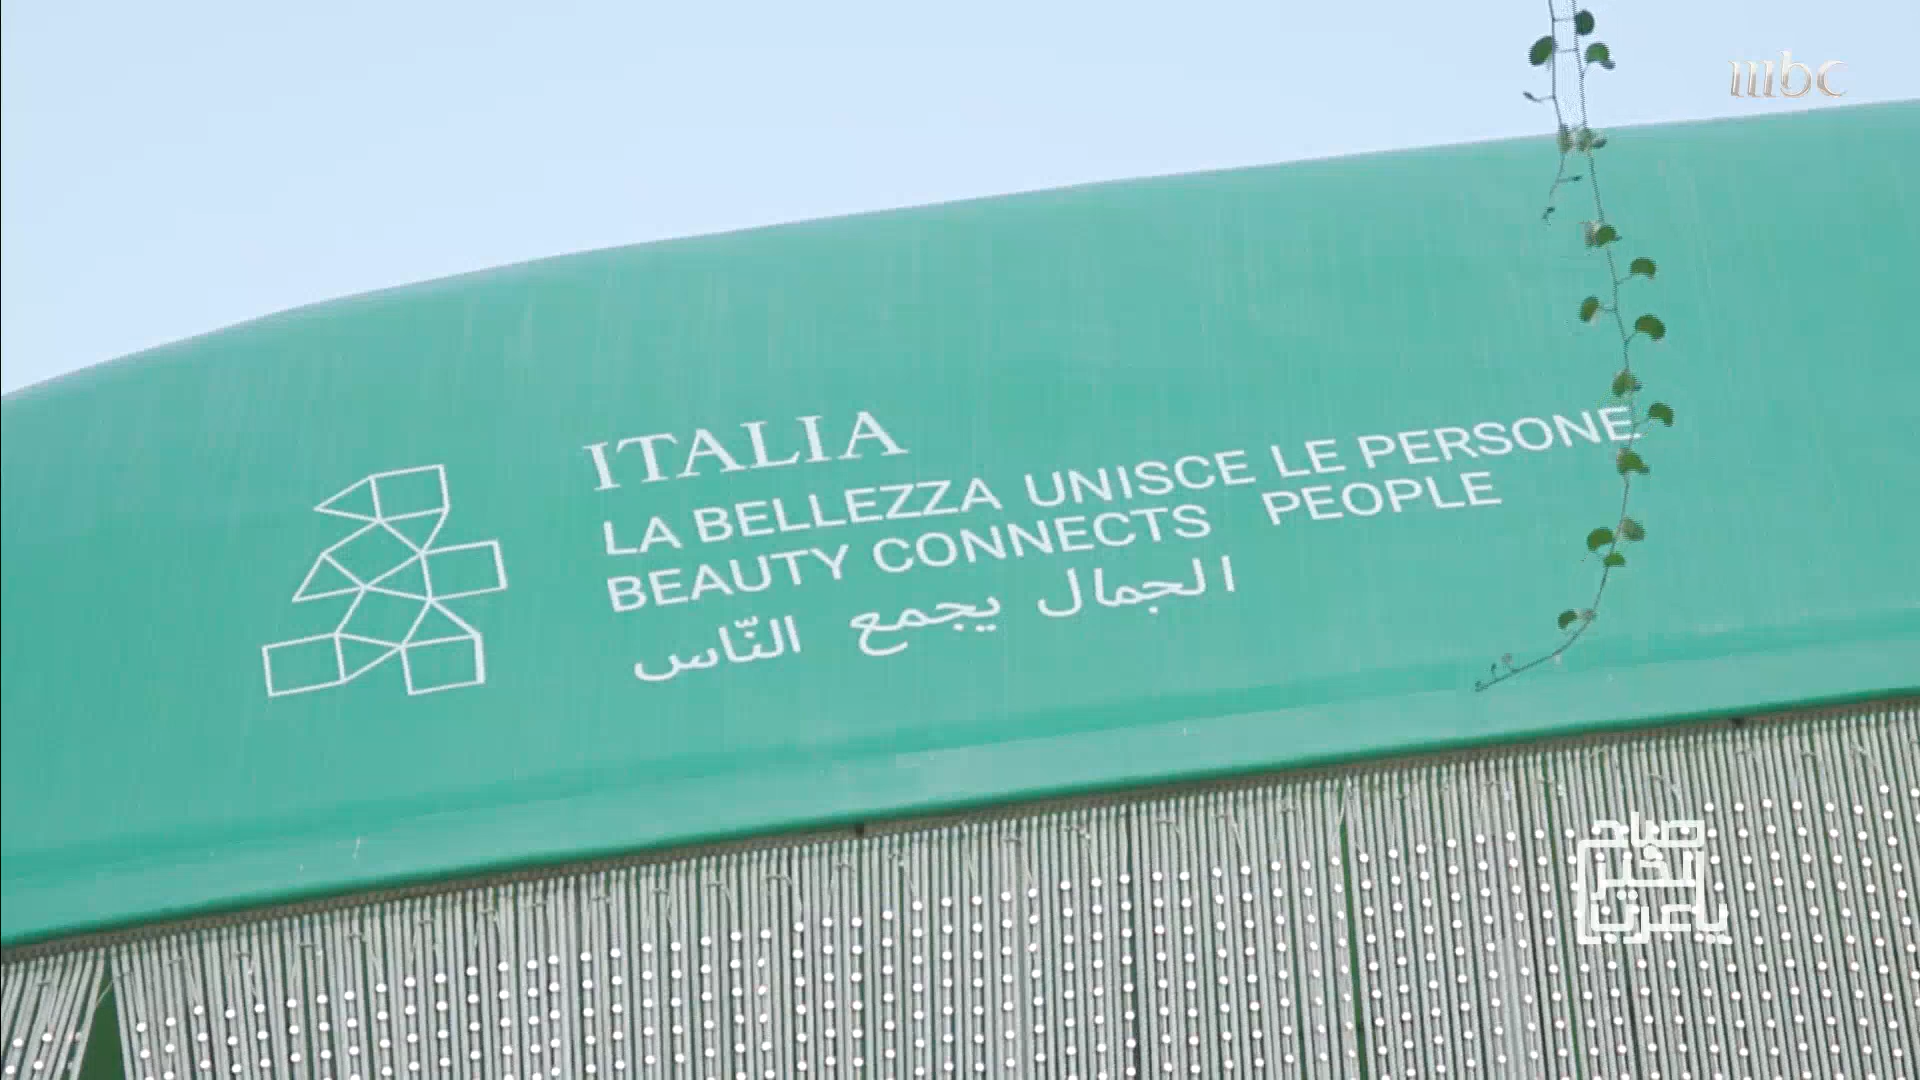 mbc
ITALIA
LA BELLEZZA UNISCE LE PERSONE
BEAUTY CONNECTS PEOPLE
الجمال يجمع النّاس
صباح
الخير
يا عرب